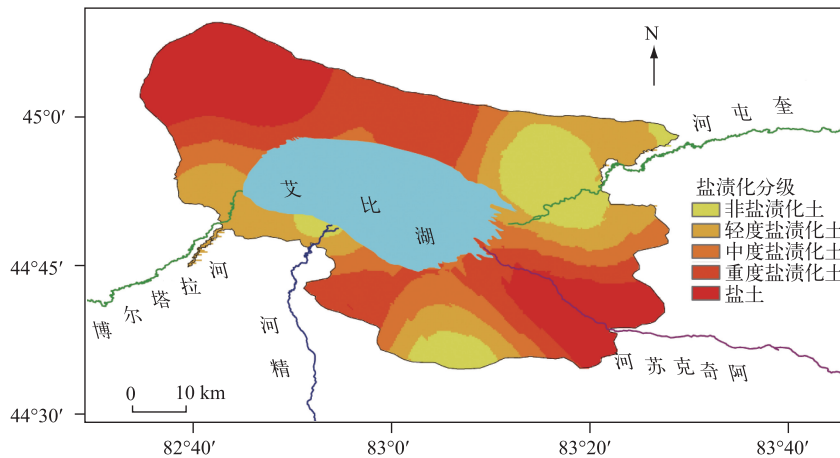 N
45°0′
河屯奎
盐渍化分级
艾比湖
非盐渍化土
轻度盐渍化土
中度盐渍化土
重度盐渍化土
盐土
44°45′
博尔塔拉河
河精
河苏克奇阿
0 10 km
44°30′
82°40′ 83°0′ 83°20′ 83°40′